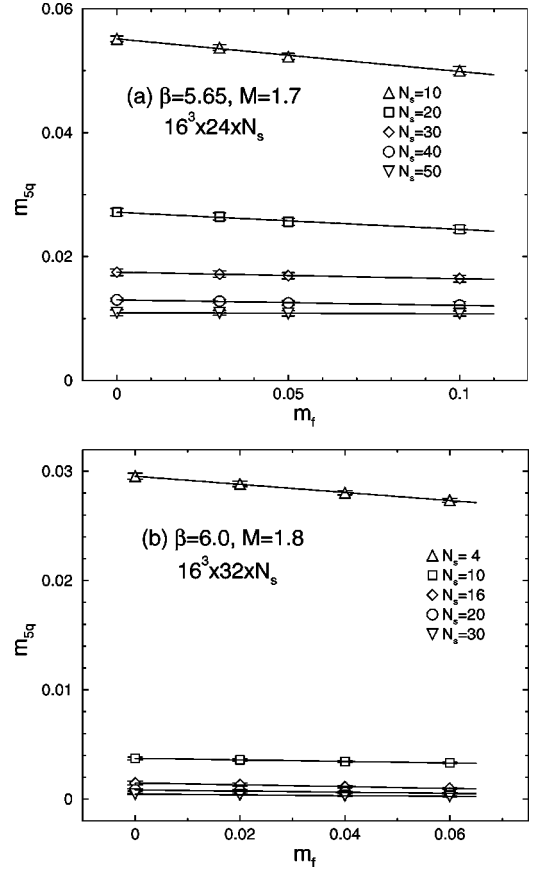 0.06
(a) β=5.65, M=1.7
16³x24xNₛ
Nₛ=10
Nₛ=20
Nₛ=30
Nₛ=40
Nₛ=50
0.04
m₅q
0.02
0
0 0.05 0.1
m_f
0.03
(b) β=6.0, M=1.8
16³x32xNₛ
Nₛ= 4
Nₛ=10
Nₛ=16
Nₛ=20
Nₛ=30
0.02
m₅q
0.01
0
0 0.02 0.04 0.06
m_f